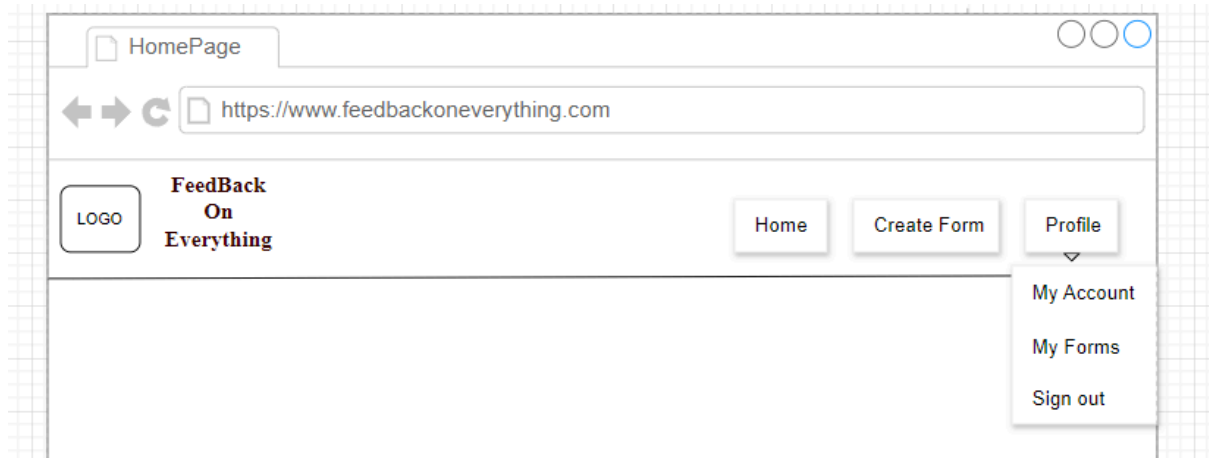 HomePage
https://www.feedbackoneverything.com
LOGO
FeedBack
On
Everything
Home
Create Form
Profile
My Account
My Forms
Sign out